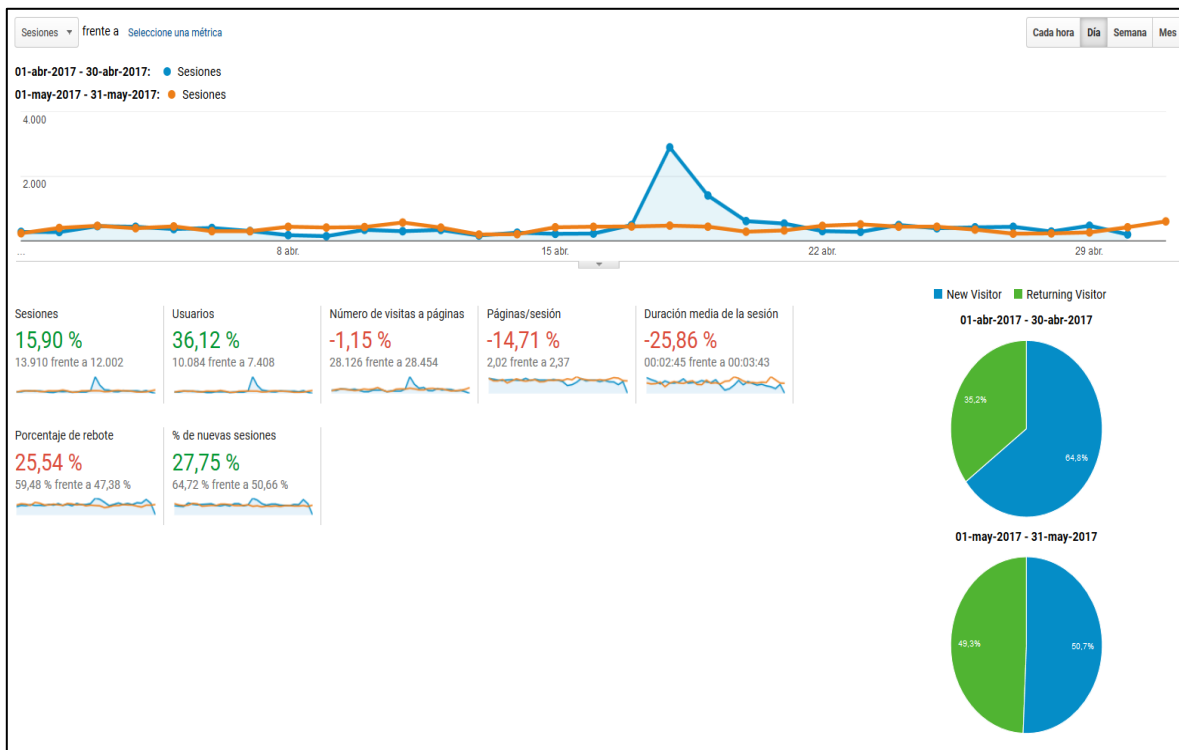 Sesiones frente a Seleccione una métrica
Cada hora Día Semana Mes
01-abr-2017 - 30-abr-2017: Sesiones
01-may-2017 - 31-may-2017: Sesiones
4.000
2.000
... 8 abr. 15 abr. 22 abr. 29 abr.
New Visitor Returning Visitor
01-abr-2017 - 30-abr-2017
35,2%
64,8%
01-may-2017 - 31-may-2017
49,3%
50,7%
Sesiones
15,90 %
13.910 frente a 12.002
Usuarios
36,12 %
10.084 frente a 7.408
Número de visitas a páginas
-1,15 %
28.126 frente a 28.454
Páginas/sesión
-14,71 %
2,02 frente a 2,37
Duración media de la sesión
-25,86 %
00:02:45 frente a 00:03:43
Porcentaje de rebote
25,54 %
59,48 % frente a 47,38 %
% de nuevas sesiones
27,75 %
64,72 % frente a 50,66 %